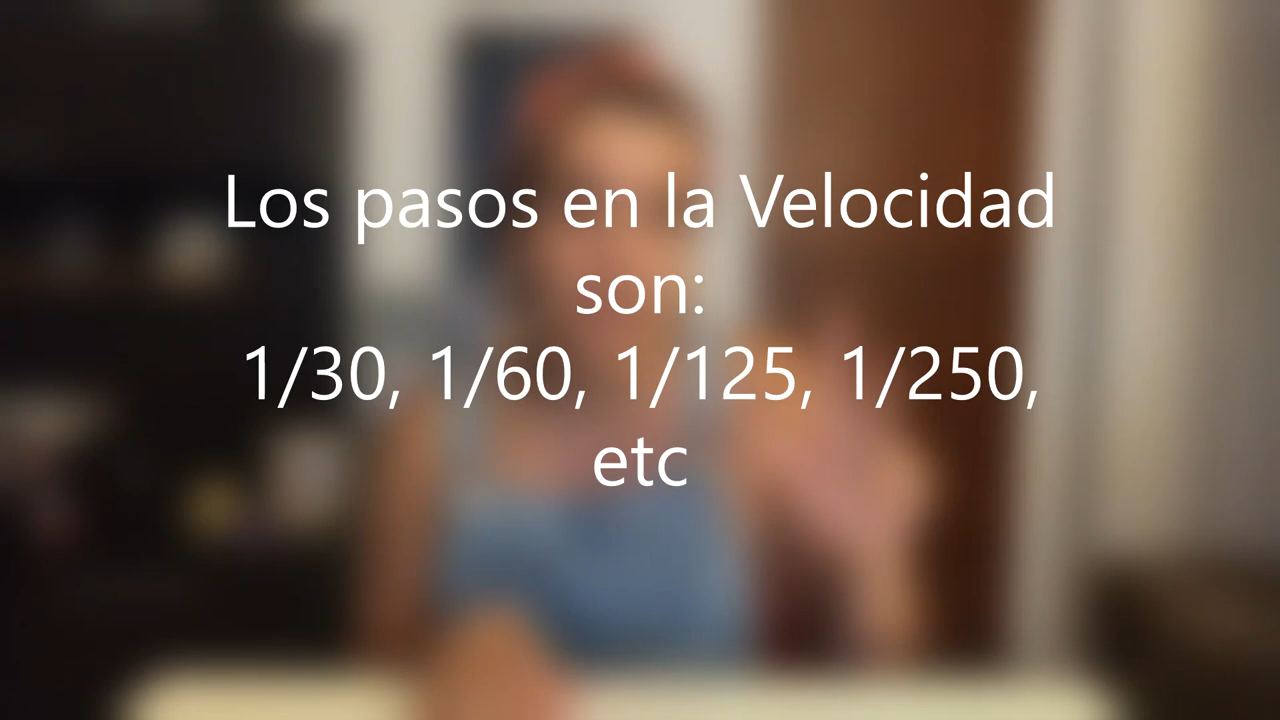 Los pasos en la Velocidad
son:
1/30, 1/60, 1/125, 1/250,
etc